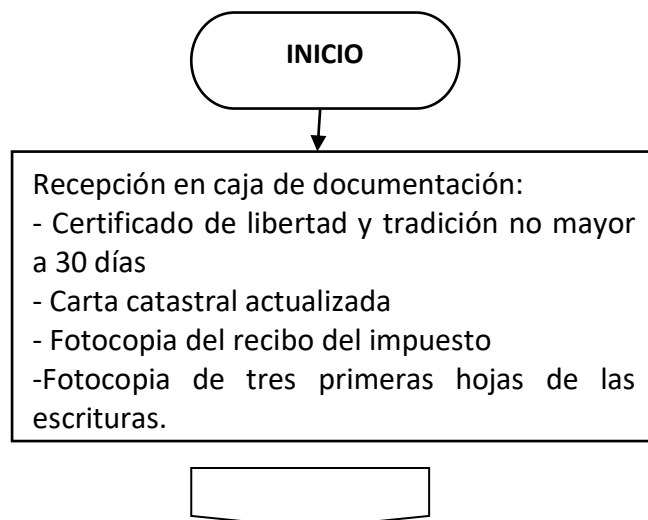 INICIO
Recepción en caja de documentación:
- Certificado de libertad y tradición no mayor
a 30 días
- Carta catastral actualizada
- Fotocopia del recibo del impuesto
-Fotocopia de tres primeras hojas de las
escrituras.